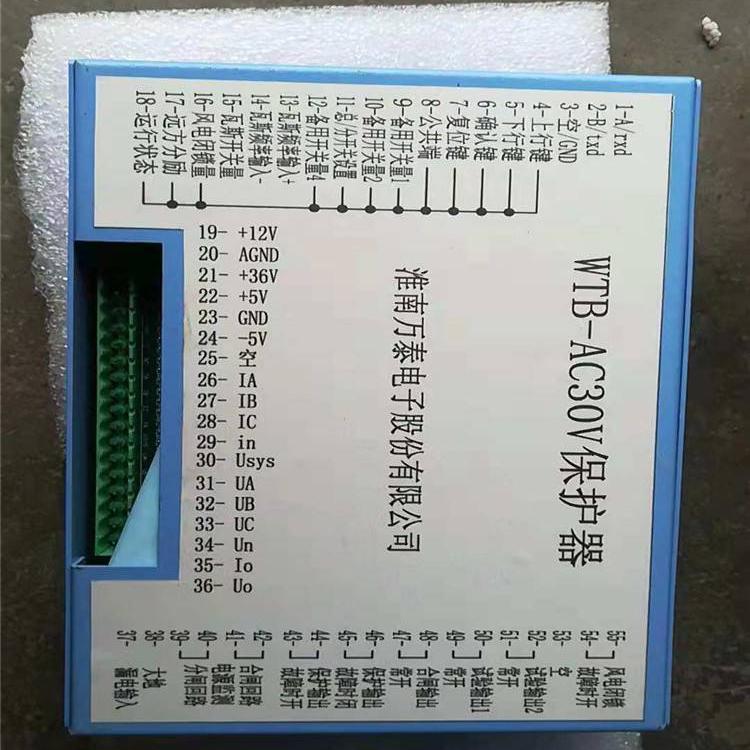 WTB-AC30V保护器
淮南万泰电子股份有限公司
1-A/rxd
2-B/txd
3-空/GND
4-上行键
5-下行键
6-确认键
7-复位键
8-公共端
9-备用开关量1
10-备用开关量2
11-总/分开关设置
12-备用开关量4
13-瓦斯频率输入+
14-瓦斯频率输入-
15-瓦斯开关量
16-风电闭锁量
17-远方分励
18-运行状态
19- +12V
20- AGND
21- +36V
22- +5V
23- GND
24- -5V
25- 空
26- IA
27- IB
28- IC
29- in
30- Usys
31- UA
32- UB
33- UC
34- Un
35- Io
36- Uo
55- 风电闭锁
54- 故障时开
53- 空
52- 试验输出2
51- 常开
50- 试验输出1
49- 常开
48- 合闸输出
47- 常开
46- 保护输出
45- 故障时闭
44- 保护输出
43- 故障时开
42- 合闸回路
41- 电源监测
40- 分闸回路
39-
38- 大地
37- 漏电输入